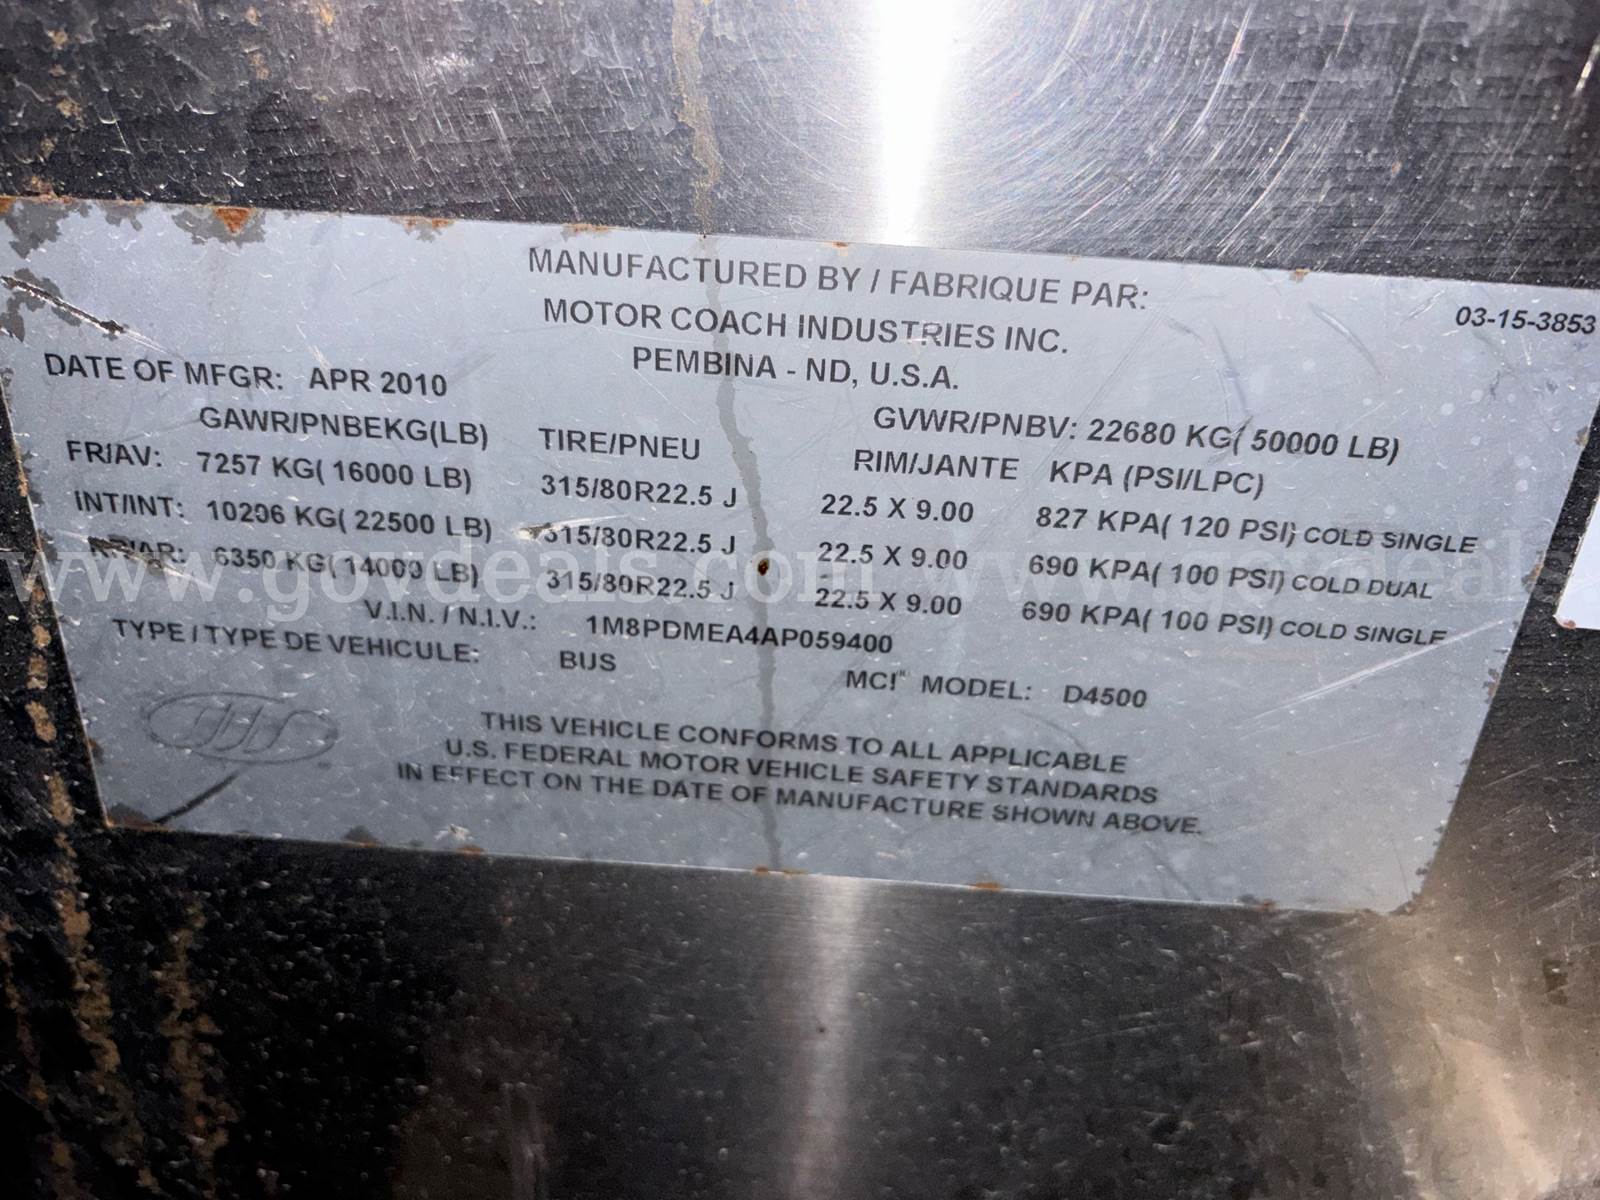 MANUFACTURED BY / FABRIQUE PAR:
MOTOR COACH INDUSTRIES INC.
03-15-3853
PEMBINA - ND, U.S.A.
DATE OF MFGR: APR 2010
GVWR/PNBV: 22680 KG( 50000 LB)
GAWR/PNBEKG(LB) TIRE/PNEU RIM/JANTE KPA (PSI/LPC)
FR/AV: 7257 KG( 16000 LB) 315/80R22.5 J 22.5 X 9.00 827 KPA( 120 PSI) COLD SINGLE
INT/INT: 10206 KG( 22500 LB) 315/80R22.5 J 22.5 X 9.00 690 KPA( 100 PSI) COLD DUAL
RR/AR: 6350 KG( 14000 LB) 315/80R22.5 J 22.5 X 9.00 690 KPA( 100 PSI) COLD SINGLE
V.I.N. / N.I.V.: 1M8PDMEA4AP059400
TYPE / TYPE DE VEHICULE: BUS MCI MODEL: D4500
THIS VEHICLE CONFORMS TO ALL APPLICABLE
U.S. FEDERAL MOTOR VEHICLE SAFETY STANDARDS
IN EFFECT ON THE DATE OF MANUFACTURE SHOWN ABOVE.
www.govdeals.com www.govdeals